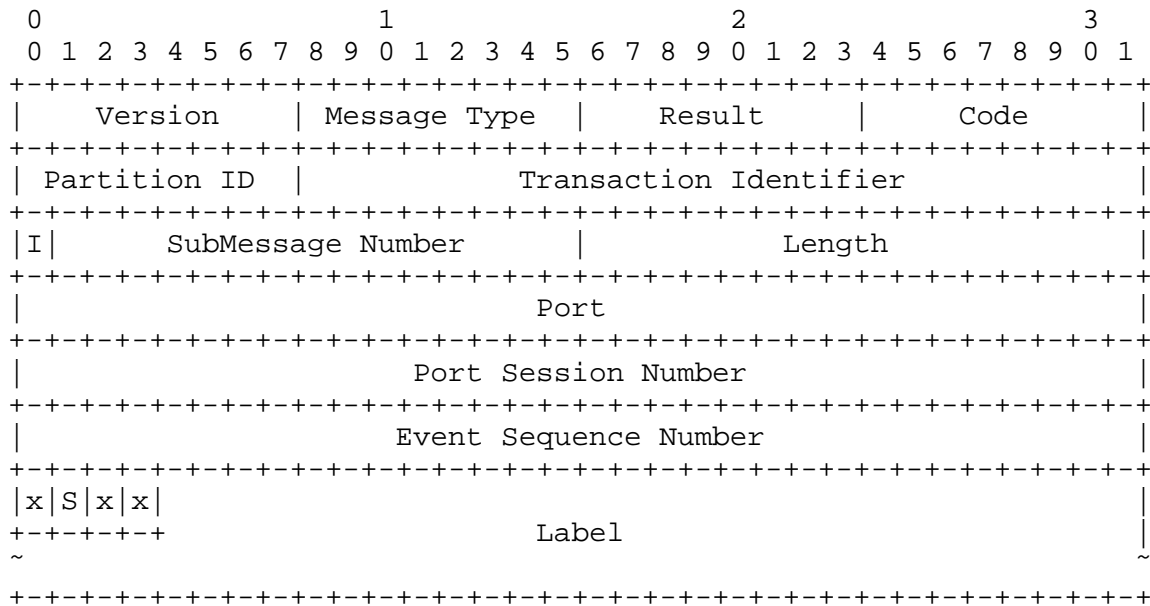 0                   1                   2                   3
 0 1 2 3 4 5 6 7 8 9 0 1 2 3 4 5 6 7 8 9 0 1 2 3 4 5 6 7 8 9 0 1
+-+-+-+-+-+-+-+-+-+-+-+-+-+-+-+-+-+-+-+-+-+-+-+-+-+-+-+-+-+-+-+-+
|    Version    | Message Type  |    Result     |     Code      |
+-+-+-+-+-+-+-+-+-+-+-+-+-+-+-+-+-+-+-+-+-+-+-+-+-+-+-+-+-+-+-+-+
| Partition ID  |            Transaction Identifier             |
+-+-+-+-+-+-+-+-+-+-+-+-+-+-+-+-+-+-+-+-+-+-+-+-+-+-+-+-+-+-+-+-+
|I|      SubMessage Number      |           Length              |
+-+-+-+-+-+-+-+-+-+-+-+-+-+-+-+-+-+-+-+-+-+-+-+-+-+-+-+-+-+-+-+-+
|                             Port                              |
+-+-+-+-+-+-+-+-+-+-+-+-+-+-+-+-+-+-+-+-+-+-+-+-+-+-+-+-+-+-+-+-+
|                      Port Session Number                      |
+-+-+-+-+-+-+-+-+-+-+-+-+-+-+-+-+-+-+-+-+-+-+-+-+-+-+-+-+-+-+-+-+
|                     Event Sequence Number                     |
+-+-+-+-+-+-+-+-+-+-+-+-+-+-+-+-+-+-+-+-+-+-+-+-+-+-+-+-+-+-+-+-+
|x|S|x|x|                                                       |
+-+-+-+-+                     Label                             |
~                                                               ~
+-+-+-+-+-+-+-+-+-+-+-+-+-+-+-+-+-+-+-+-+-+-+-+-+-+-+-+-+-+-+-+-+